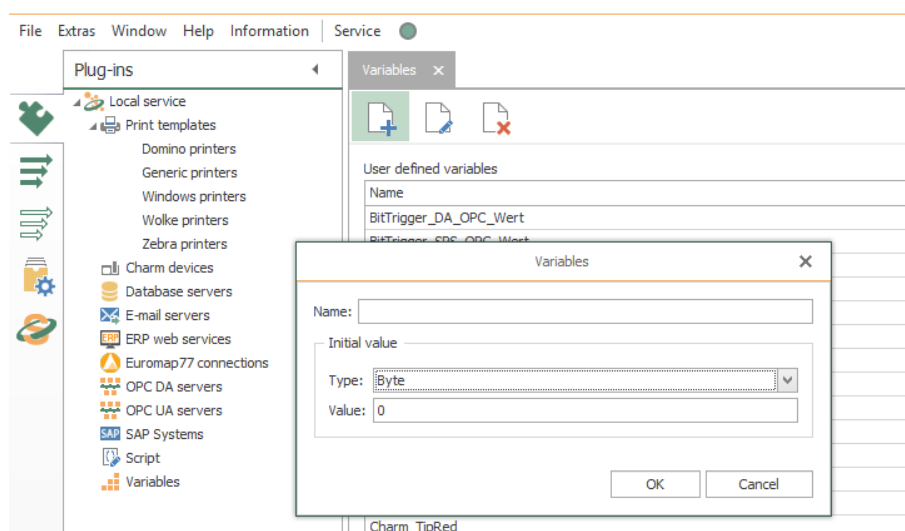 File Extras Window Help Information Service
Plug-ins
Variables
Local service
Print templates
Domino printers
Generic printers
Windows printers
Wolke printers
Zebra printers
Charm devices
Database servers
E-mail servers
ERP ERP web services
Euromap77 connections
OPC DA servers
OPC UA servers
SAP SAP Systems
Script
Variables
User defined variables
Name
BitTrigger_DA_OPC_Wert
BitTrigger_SPS_OPC_Wert
Variables
Name:
Initial value
Type: Byte
Value: 0
OK Cancel
Charm_TipRed